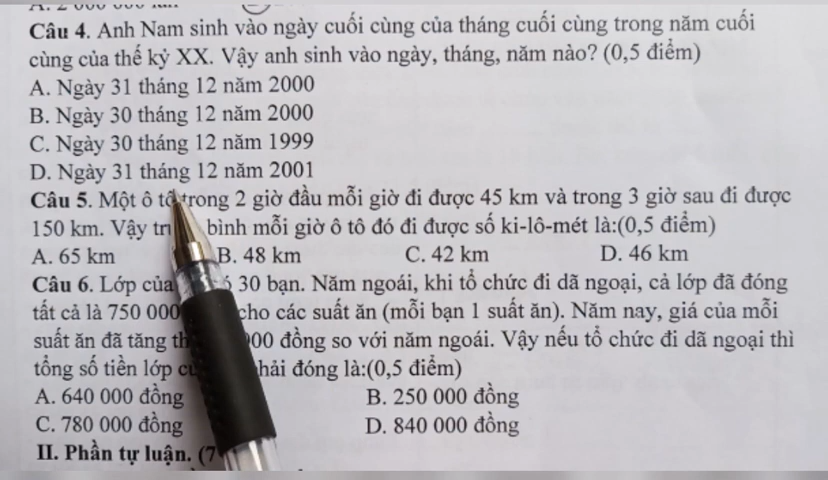 Câu 4. Anh Nam sinh vào ngày cuối cùng của tháng cuối cùng trong năm cuối
cùng của thế kỷ XX. Vậy anh sinh vào ngày, tháng, năm nào? (0,5 điểm)
A. Ngày 31 tháng 12 năm 2000
B. Ngày 30 tháng 12 năm 2000
C. Ngày 30 tháng 12 năm 1999
D. Ngày 31 tháng 12 năm 2001
Câu 5. Một ô tô trong 2 giờ đầu mỗi giờ đi được 45 km và trong 3 giờ sau đi được
150 km. Vậy bình mỗi giờ ô tô đó đi được số ki-lô-mét là:(0,5 điểm)
A. 65 km B. 48 km C. 42 km D. 46 km
Câu 6. Lớp của 30 bạn. Năm ngoái, khi tổ chức đi dã ngoại, cả lớp đã đóng
tất cả là 750 000 cho các suất ăn (mỗi bạn 1 suất ăn). Năm nay, giá của mỗi
suất ăn đã tăng 000 đồng so với năm ngoái. Vậy nếu tổ chức đi dã ngoại thì
tổng số tiền lớp phải đóng là:(0,5 điểm)
A. 640 000 đồng B. 250 000 đồng
C. 780 000 đồng D. 840 000 đồng
II. Phần tự luận. (7